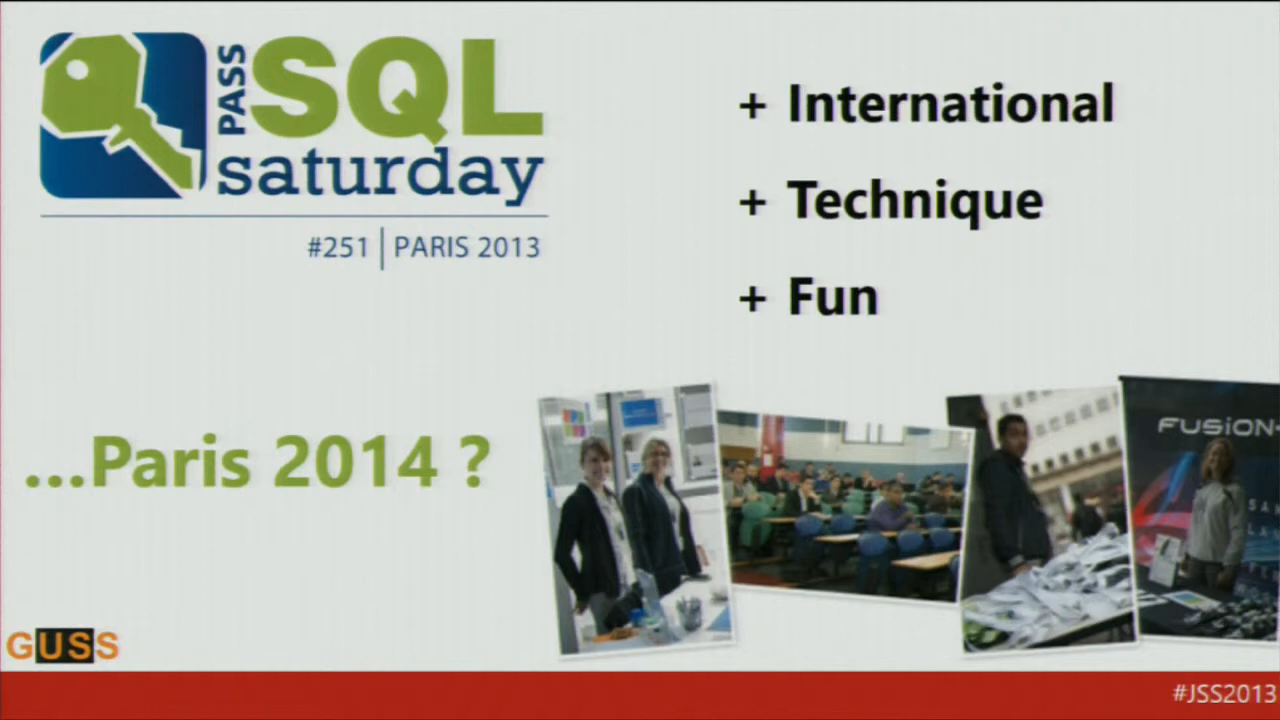 PASS
SQL
saturday
#251 | PARIS 2013
+ International
+ Technique
+ Fun
...Paris 2014 ?
FUSiON-
GUSS
#JSS2013